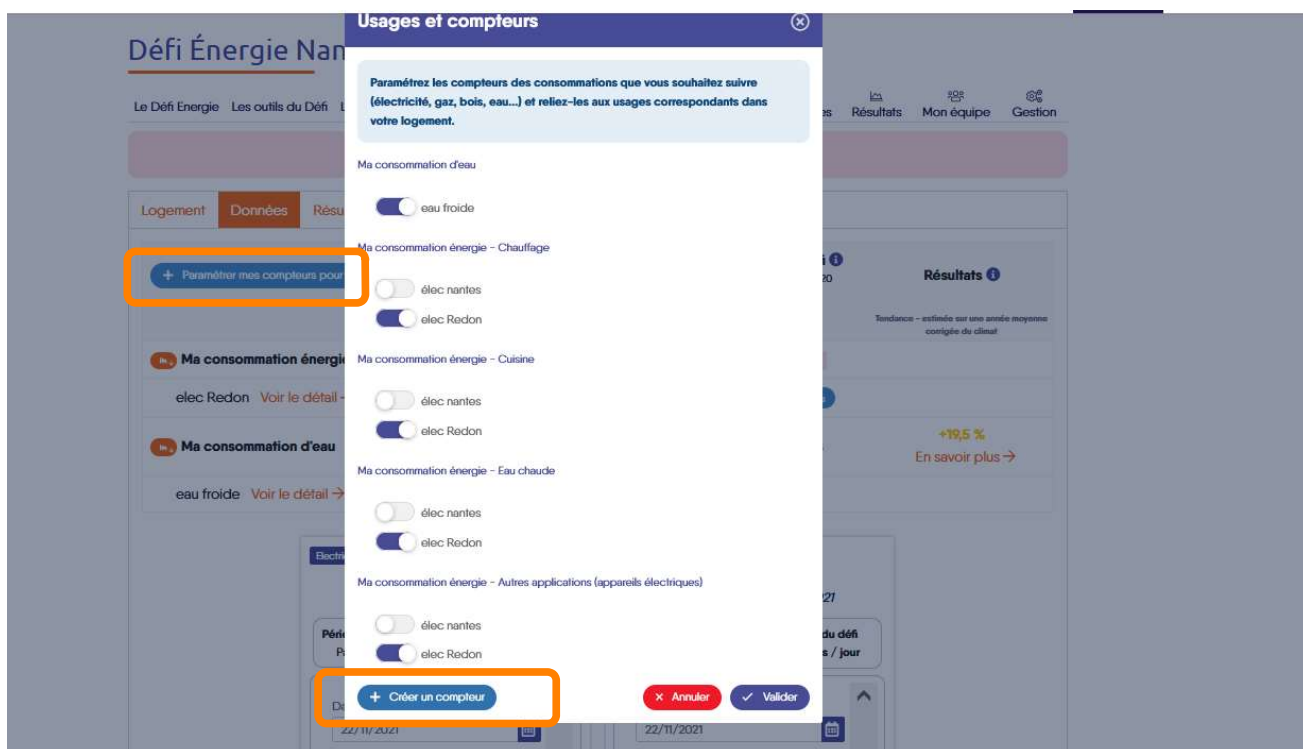 Usages et compteurs
Défi Énergie Nan
Paramétrez les compteurs des consommations que vous souhaitez suivre
(électricité, gaz, bois, eau...) et reliez-les aux usages correspondants dans
votre logement.
Le Défi Energie Les outils du Défi L
Résultats Mon équipe Gestion
Ma consommation d'eau
eau froide
Logement Données Résu
Ma consommation énergie - Chauffage
+ Paramétrer mes compteurs pour
Résultats
20
élec nantes
elec Redon
Tendance - estimée sur une année moyenne
corrigée du climat
Ma consommation énergie
Ma consommation énergie - Cuisine
elec Redon Voir le détail
élec nantes
elec Redon
Ma consommation d'eau
+19,5 %
En savoir plus →
Ma consommation énergie - Eau chaude
eau froide Voir le détail →
élec nantes
elec Redon
Electri
Ma consommation énergie - Autres applications (appareils électriques)
21
élec nantes
elec Redon
Péri
du défi
s / jour
+ Créer un compteur
× Annuler
✓ Valider
22/11/2021
22/11/2021